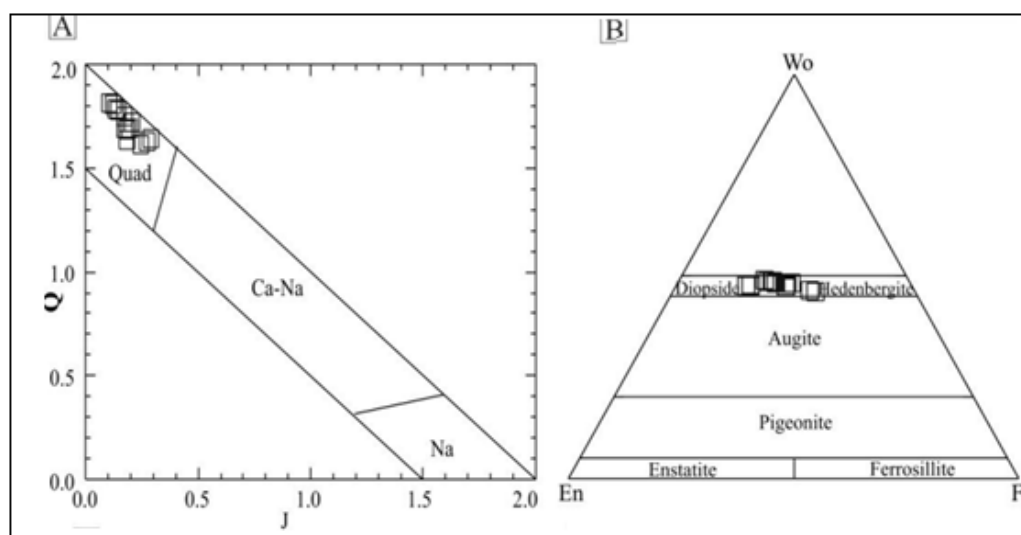 A
2.0
1.5
1.0
0.5
0.0
Q
Quad
Ca-Na
Na
0.0
0.5
1.0
1.5
2.0
J
B
Wo
Diopside
Hedenbergite
Augite
Pigeonite
Enstatite
Ferrosillite
En
F